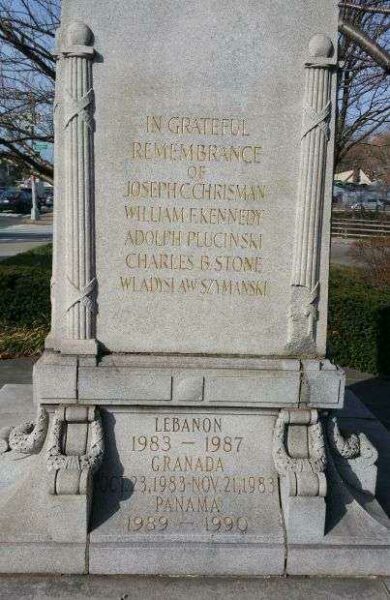 IN GRATEFUL
REMEMBRANCE
OF
JOSEPH C. CHRISMAN
WILLIAM F. KENNEDY
ADOLPH PLUCINSKI
CHARLES B. STONE
WLADYSLAW SZYMANSKI
LEBANON
1983 – 1987
GRANADA
OCT. 23, 1983 - NOV. 21, 1983
PANAMA
1989 – 1990